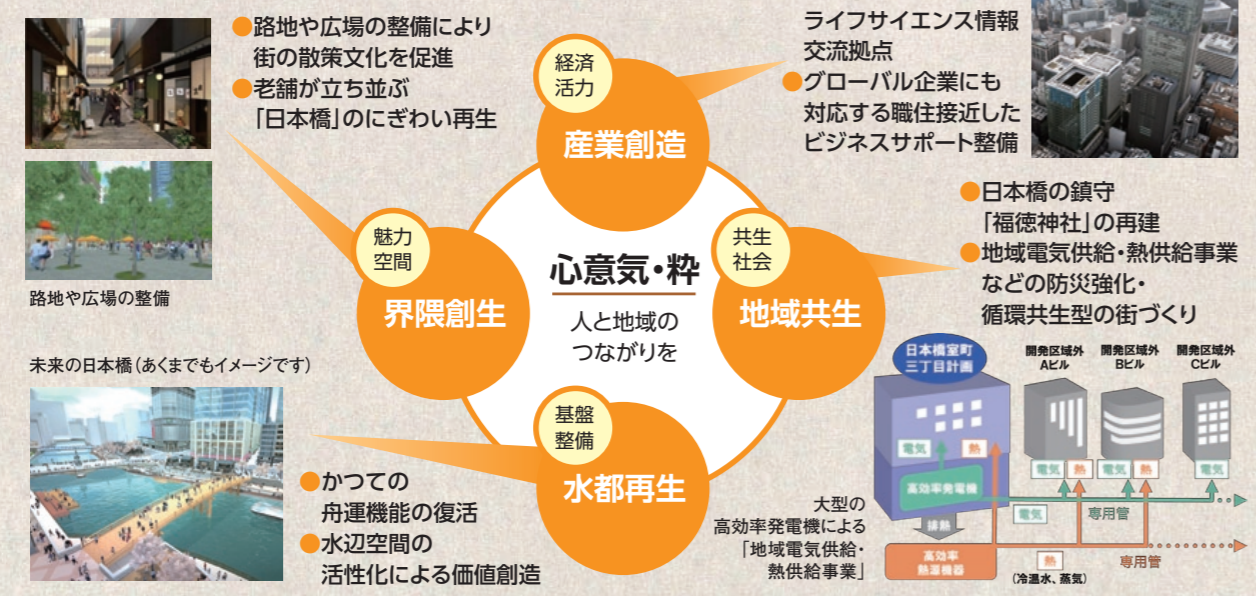 ●路地や広場の整備により
街の散策文化を促進
●老舗が立ち並ぶ
「日本橋」のにぎわい再生
路地や広場の整備
経済
活力
産業創造
ライフサイエンス情報
交流拠点
●グローバル企業にも
対応する職住接近した
ビジネスサポート整備
魅力
空間
界隈創生
心意気・粋
人と地域の
つながりを
共生
社会
地域共生
●日本橋の鎮守
「福徳神社」の再建
●地域電気供給・熱供給事業
などの防災強化・
循環共生型の街づくり
未来の日本橋(あくまでもイメージです)
基盤
整備
水都再生
●かつての
舟運機能の復活
●水辺空間の
活性化による価値創造
大型の
高効率発電機による
「地域電気供給・
熱供給事業」
日本橋室町
三丁目計画
開発区域外
Aビル
開発区域外
Bビル
開発区域外
Cビル
電気
熱
電気
熱
電気
熱
電気
高効率発電機
電気
専用管
排熱
高効率
熱源機器
熱
(冷温水、蒸気)
専用管